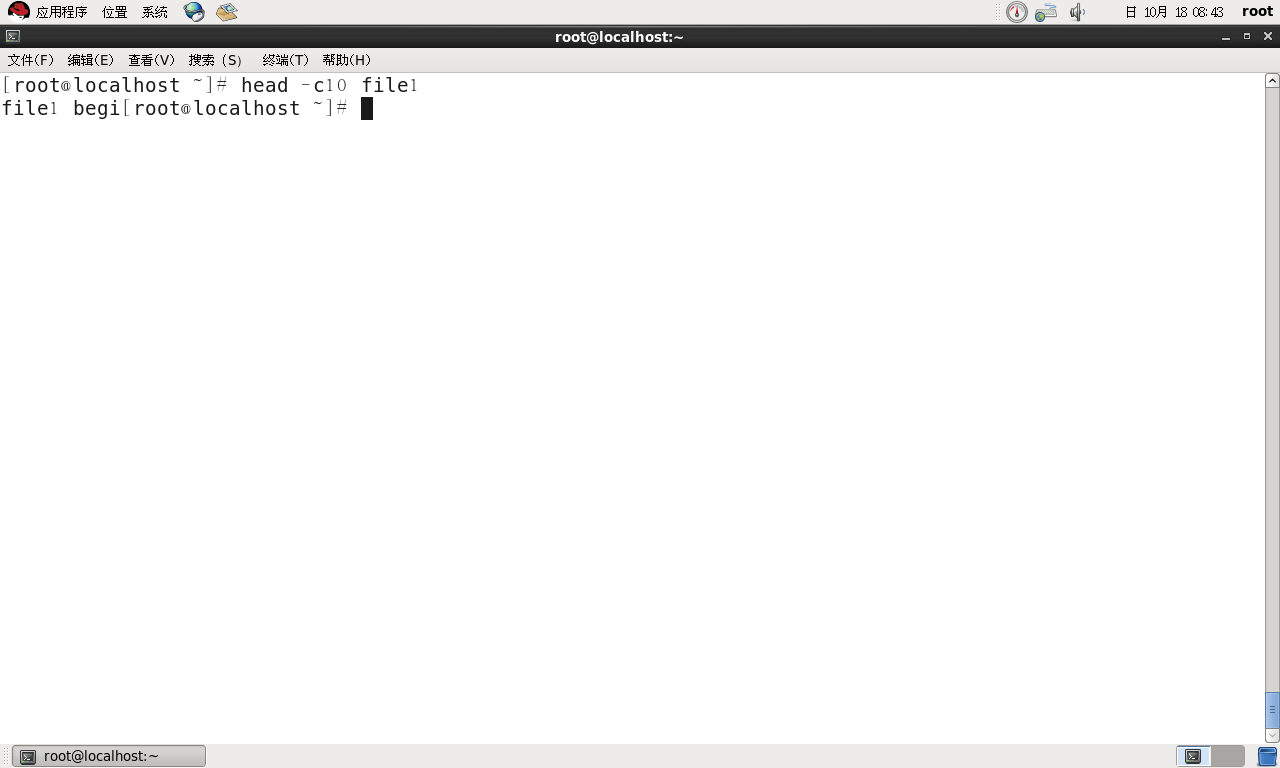 应用程序 位置 系统 日 10月 18 08:43 root
root@localhost:~
文件(F) 编辑(E) 查看(V) 搜索 (S) 终端(T) 帮助(H)
[root@localhost ~]# head -c10 file1
file1 begi[root@localhost ~]#
root@localhost:~